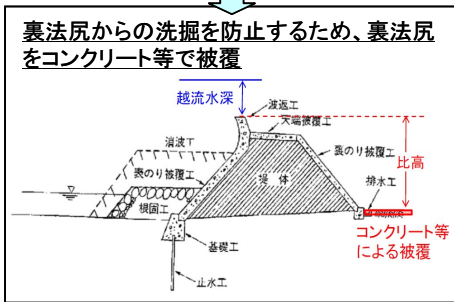 裏法尻からの洗掘を防止するため、裏法尻
をコンクリート等で被覆
越流水深
波返工
天端被覆工
消波工
裏のり被覆工
表のり被覆工
比高
堤体
排水工
根固工
コンクリート等
による被覆
基礎工
止水工